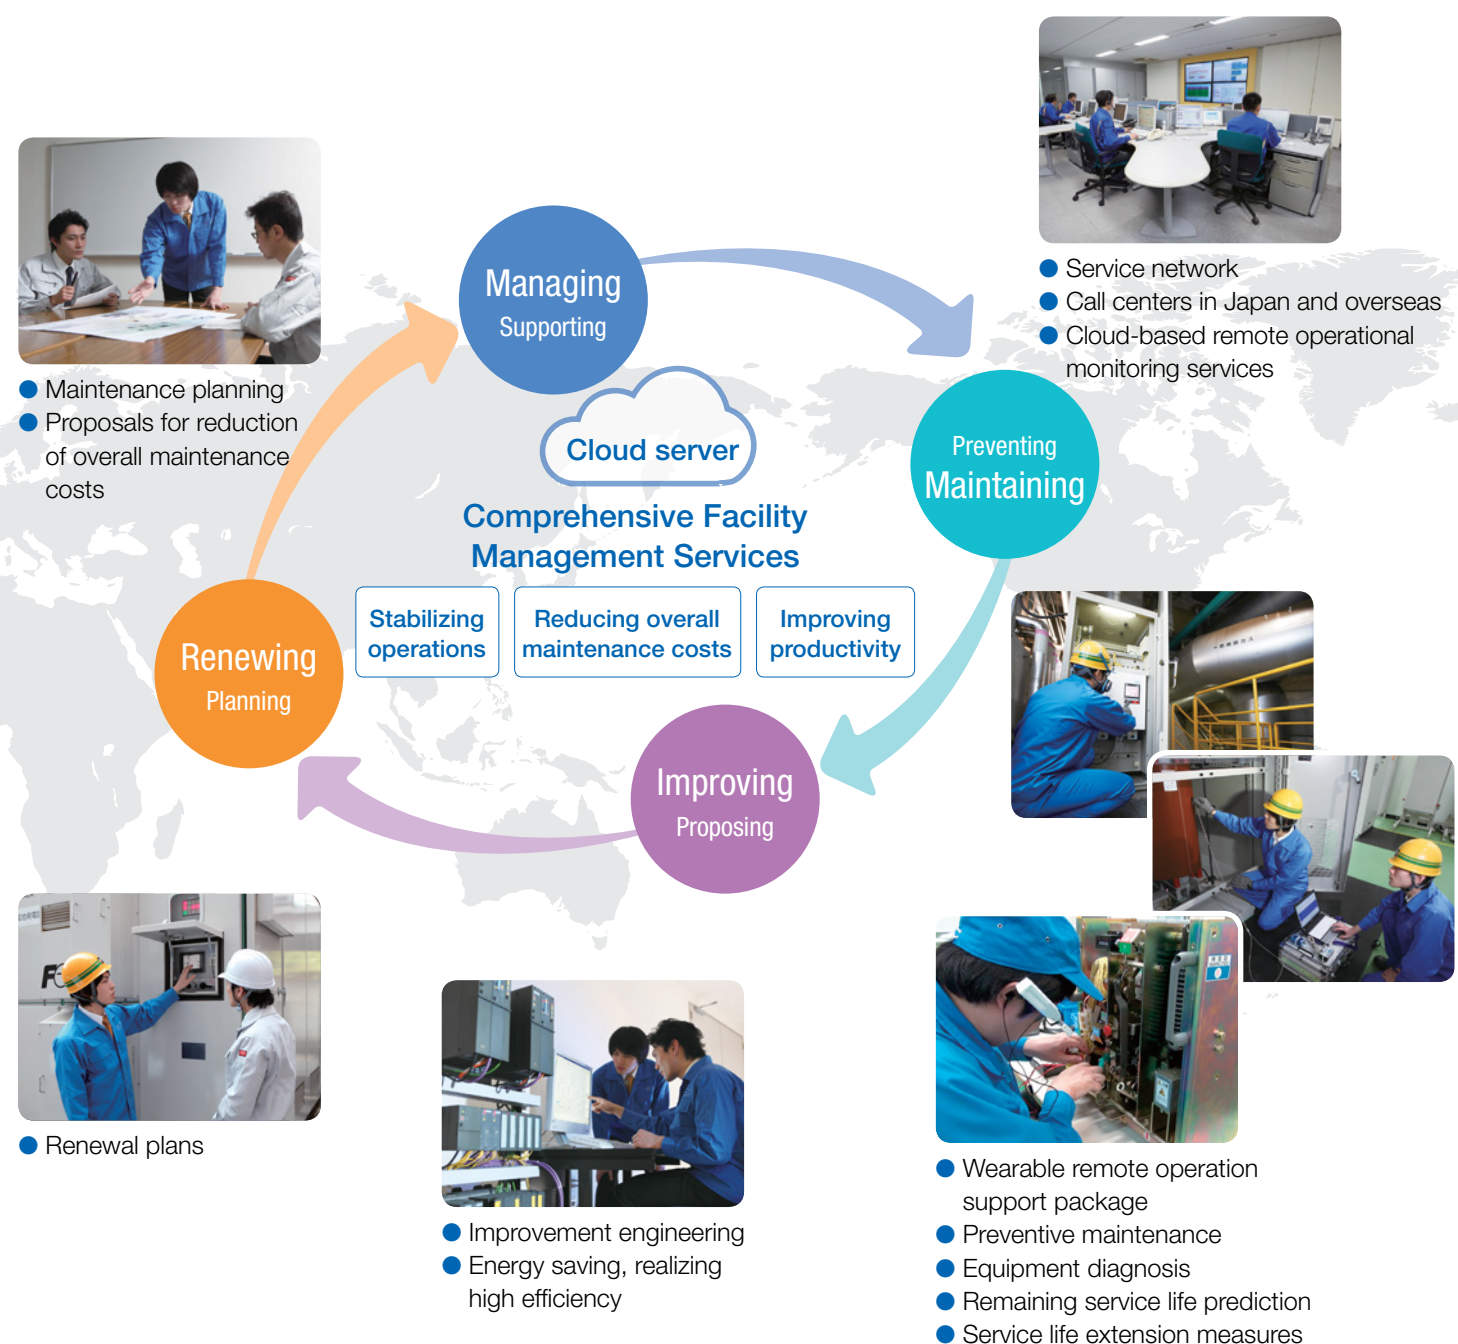 Managing
Supporting
● Service network
● Call centers in Japan and overseas
● Cloud-based remote operational
monitoring services
● Maintenance planning
● Proposals for reduction
of overall maintenance
costs
Cloud server
Preventing
Maintaining
Comprehensive Facility
Management Services
Stabilizing
operations
Reducing overall
maintenance costs
Improving
productivity
Renewing
Planning
Improving
Proposing
● Renewal plans
● Improvement engineering
● Energy saving, realizing
high efficiency
● Wearable remote operation
support package
● Preventive maintenance
● Equipment diagnosis
● Remaining service life prediction
● Service life extension measures